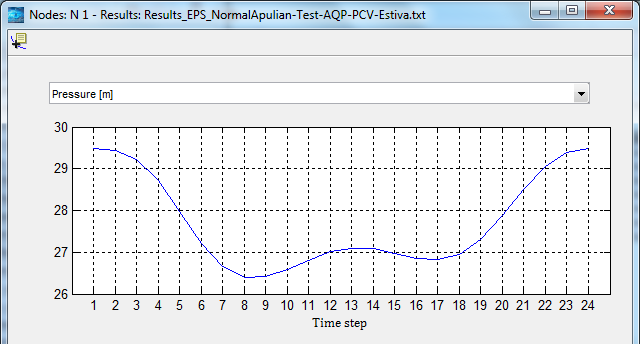 Nodes: N 1 - Results: Results_EPS_NormalApulian-Test-AQP-PCV-Estiva.txt
Pressure [m]
30
29
28
27
26
1 2 3 4 5 6 7 8 9 10 11 12 13 14 15 16 17 18 19 20 21 22 23 24
Time step